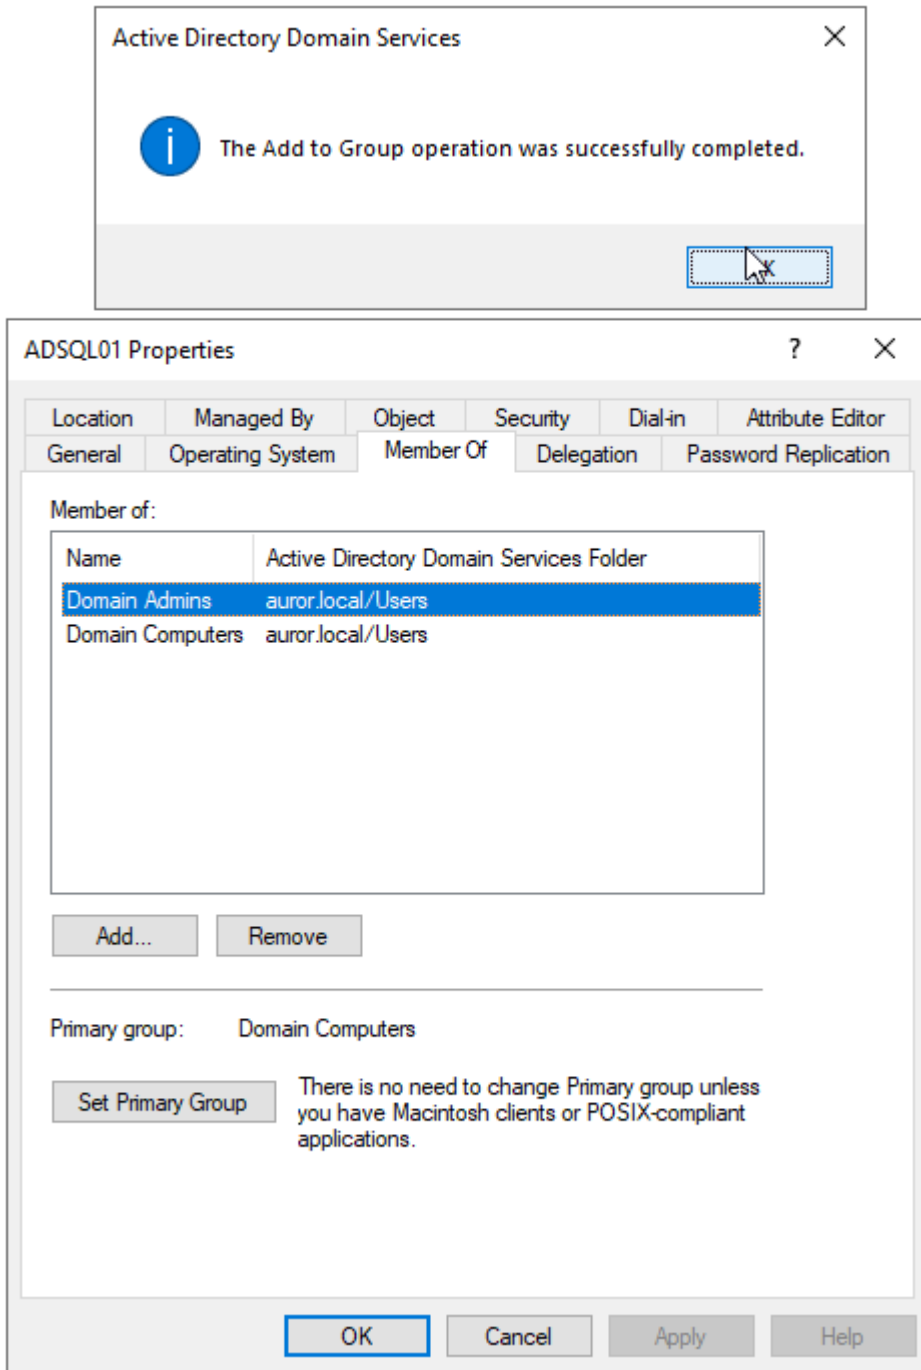 Active Directory Domain Services
The Add to Group operation was successfully completed.
ADSQL01 Properties
?
Location Managed By Object Security Dial-in Attribute Editor
General Operating System Member Of Delegation Password Replication
Member of:
Name Active Directory Domain Services Folder
Domain Admins auror.local/Users
Domain Computers auror.local/Users
Add... Remove
Primary group: Domain Computers
Set Primary Group
There is no need to change Primary group unless
you have Macintosh clients or POSIX-compliant
applications.
OK Cancel Apply Help